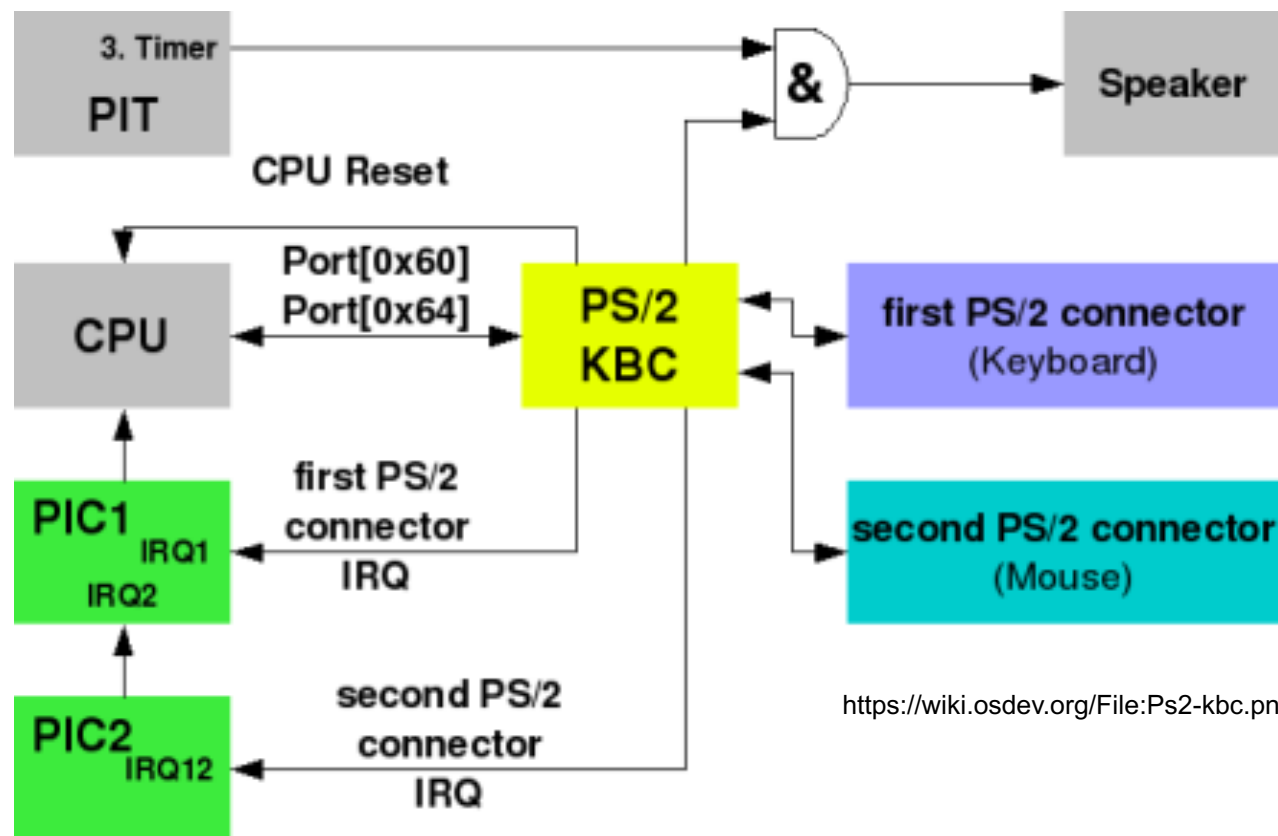 3. Timer
PIT
&
Speaker
CPU Reset
Port[0x60]
Port[0x64]
CPU
PS/2
KBC
first PS/2 connector
(Keyboard)
first PS/2
connector
IRQ
PIC1
IRQ1
IRQ2
second PS/2 connector
(Mouse)
second PS/2
connector
IRQ
PIC2
IRQ12
https://wiki.osdev.org/File:Ps2-kbc.pn